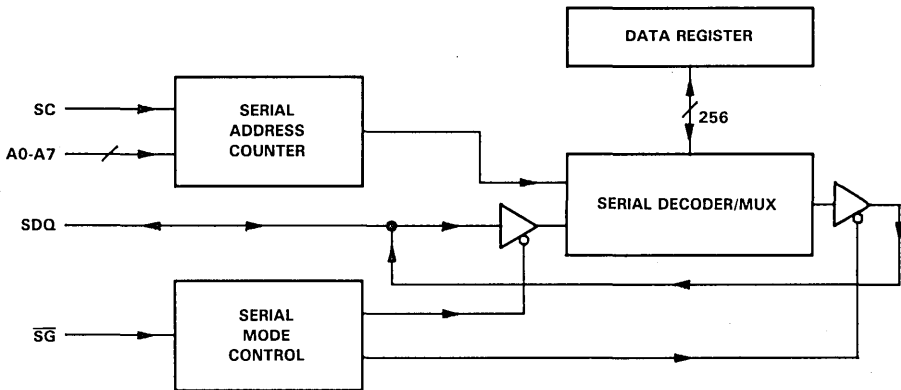 DATA REGISTER
256
SC
A0-A7
SERIAL
ADDRESS
COUNTER
SDQ
SERIAL DECODER/MUX
SG
SERIAL
MODE
CONTROL